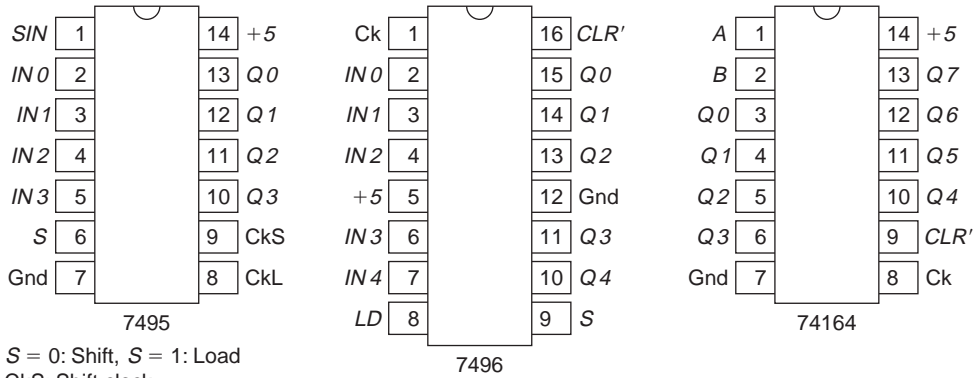 SIN 1 14 +5
IN0 2 13 Q0
IN1 3 12 Q1
IN2 4 11 Q2
IN3 5 10 Q3
S 6 9 CkS
Gnd 7 8 CkL
7495
S = 0: Shift, S = 1: Load
Ck 1 16 CLR'
IN0 2 15 Q0
IN1 3 14 Q1
IN2 4 13 Q2
+5 5 12 Gnd
IN3 6 11 Q3
IN4 7 10 Q4
LD 8 9 S
7496
A 1 14 +5
B 2 13 Q7
Q0 3 12 Q6
Q1 4 11 Q5
Q2 5 10 Q4
Q3 6 9 CLR'
Gnd 7 8 Ck
74164